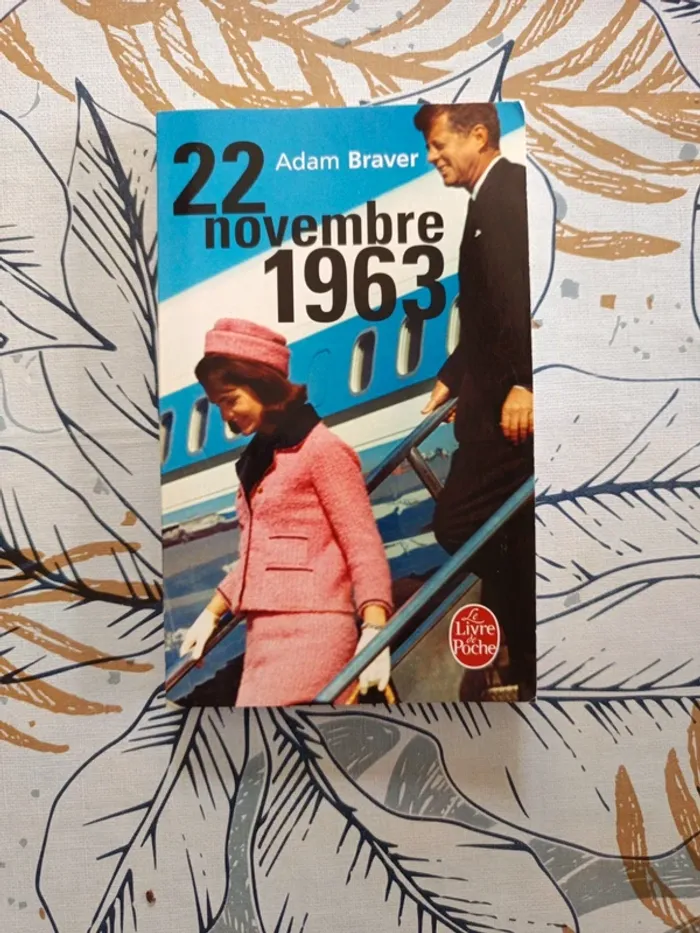 22
Adam Braver
novembre
1963
Le
Livre
de
Poche